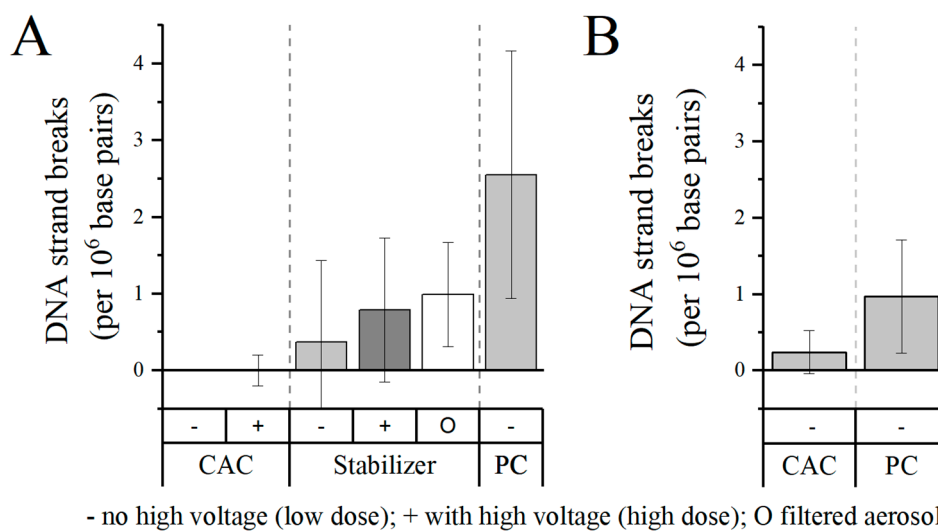 A
DNA strand breaks
(per 10⁶ base pairs)
4
3
2
1
0
- + - + O -
CAC Stabilizer PC
B
DNA strand breaks
(per 10⁶ base pairs)
4
3
2
1
0
- -
CAC PC
- no high voltage (low dose); + with high voltage (high dose); O filtered aerosol